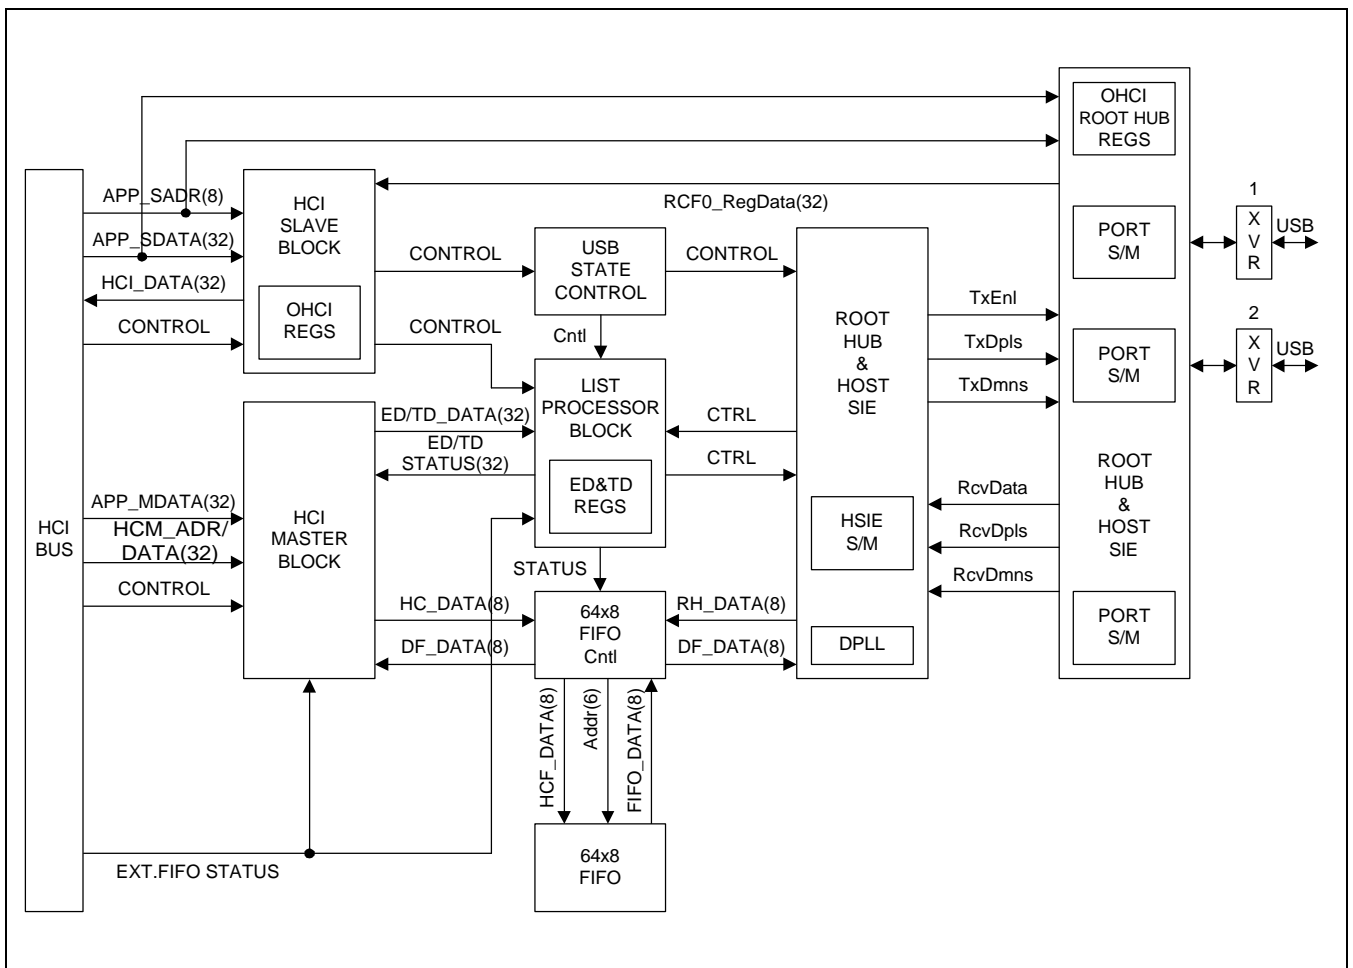 OHCI
ROOT HUB
REGS
APP_SADR(8)
HCI
SLAVE
BLOCK
RCF0_RegData(32)
1
X
V
R
USB
PORT
S/M
APP_SDATA(32)
CONTROL
USB
STATE
CONTROL
CONTROL
HCI_DATA(32)
OHCI
REGS
CONTROL
CONTROL
Cntl
ROOT
HUB
&
HOST
SIE
TxEnl
TxDpls
TxDmns
2
X
V
R
USB
PORT
S/M
LIST
PROCESSOR
BLOCK
ED/TD_DATA(32)
ED/TD
STATUS(32)
CTRL
CTRL
ED&TD
REGS
ROOT
HUB
&
HOST
SIE
HCI
BUS
APP_MDATA(32)
HCM_ADR/
DATA(32)
CONTROL
HCI
MASTER
BLOCK
HSIE
S/M
RcvData
RcvDpls
RcvDmns
STATUS
HC_DATA(8)
DF_DATA(8)
64x8
FIFO
Cntl
RH_DATA(8)
DF_DATA(8)
DPLL
PORT
S/M
HCF_DATA(8)
Addr(6)
FIFO_DATA(8)
EXT.FIFO STATUS
64x8
FIFO